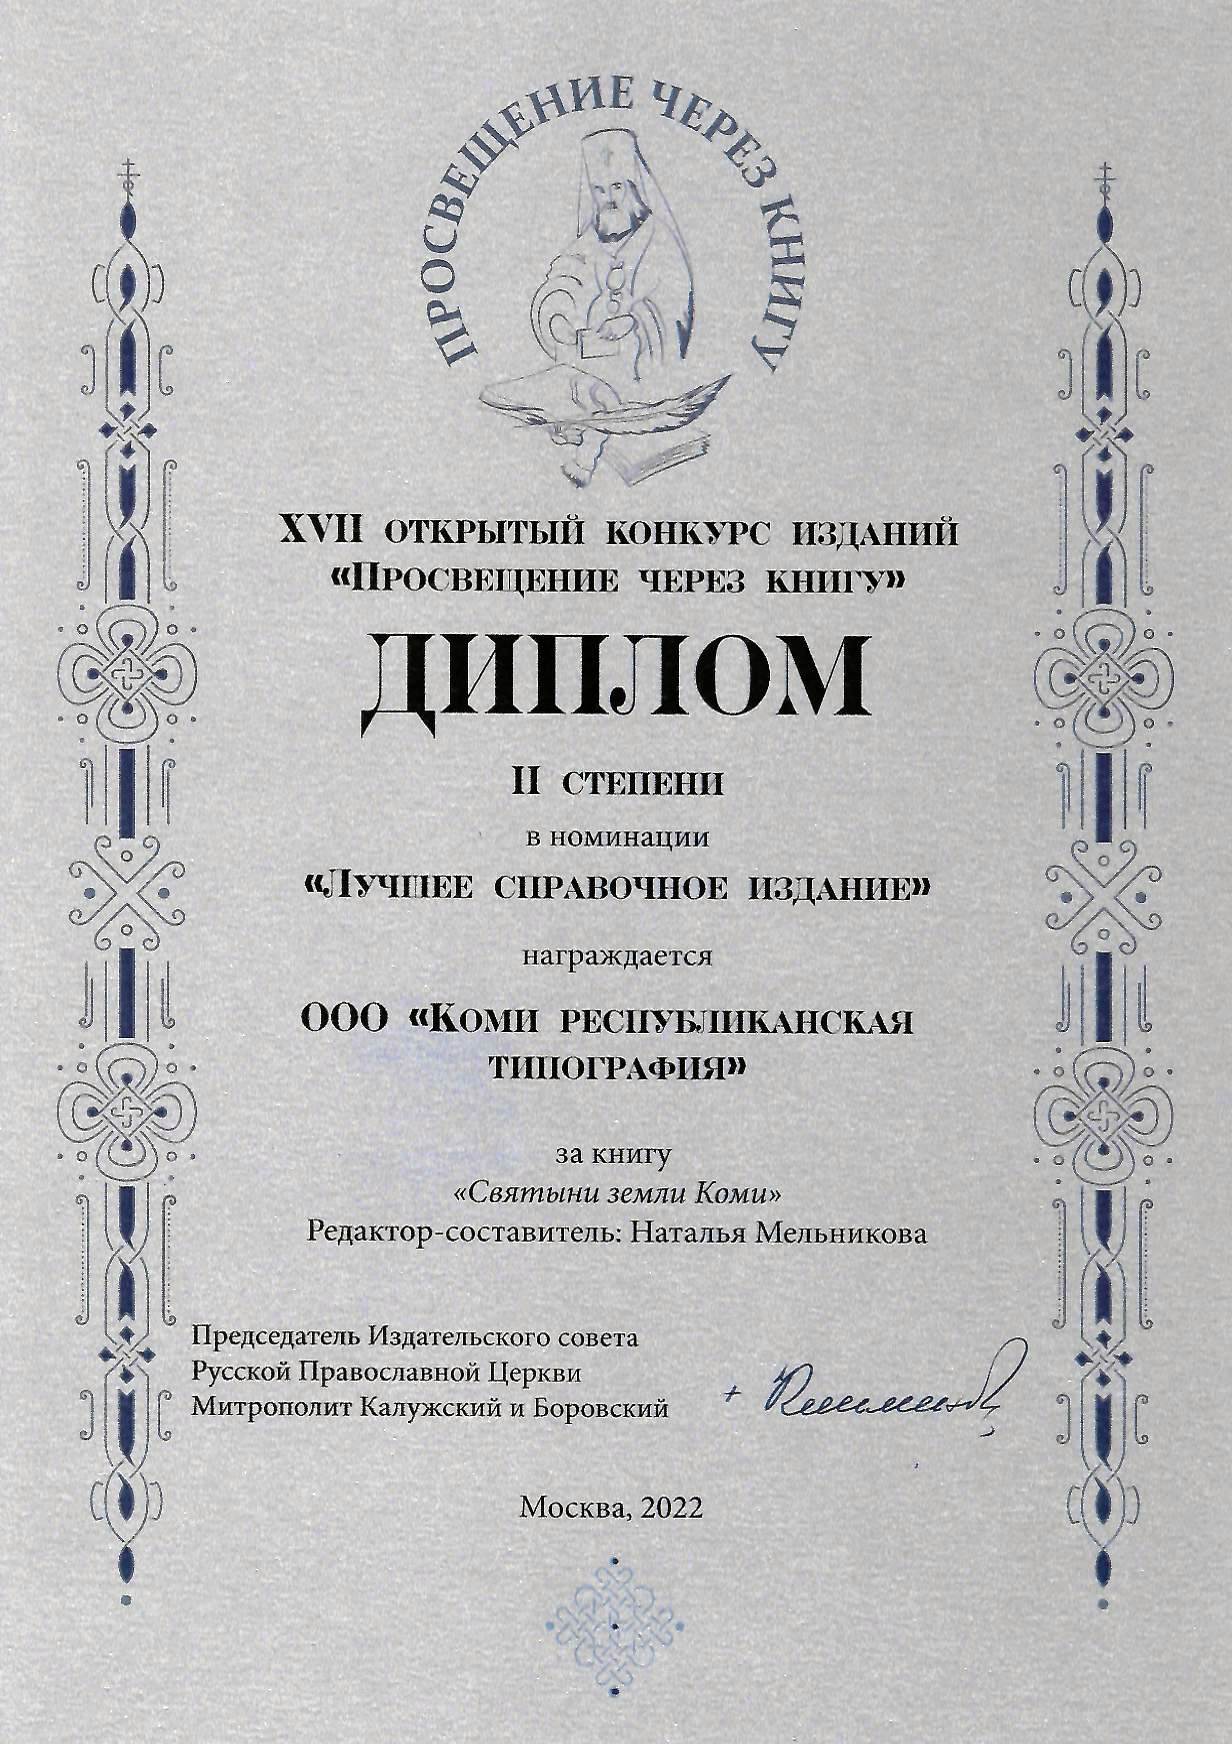 ПРОСВЕЩЕНИЕ ЧЕРЕЗ КНИГУ
XVII ОТКРЫТЫЙ КОНКУРС ИЗДАНИЙ
«ПРОСВЕЩЕНИЕ ЧЕРЕЗ КНИГУ»
ДИПЛОМ
II СТЕПЕНИ
в номинации
«ЛУЧШЕЕ СПРАВОЧНОЕ ИЗДАНИЕ»
награждается
ООО «КОМИ РЕСПУБЛИКАНСКАЯ
ТИПОГРАФИЯ»
за книгу
«Святыни земли Коми»
Редактор-составитель: Наталья Мельникова
Председатель Издательского совета
Русской Православной Церкви
Митрополит Калужский и Боровский
Москва, 2022